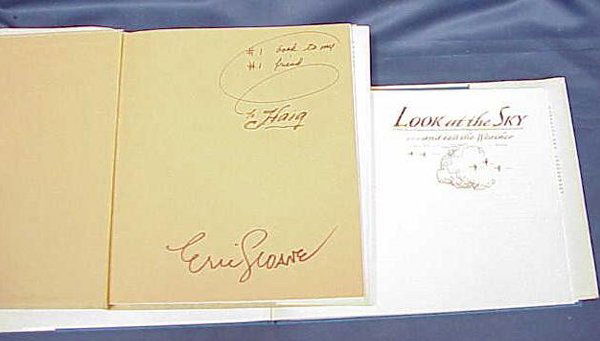 #1 book to my
#1 friend
to Haig
Eric Sloane
LOOK at the SKY
...and tell the Weather